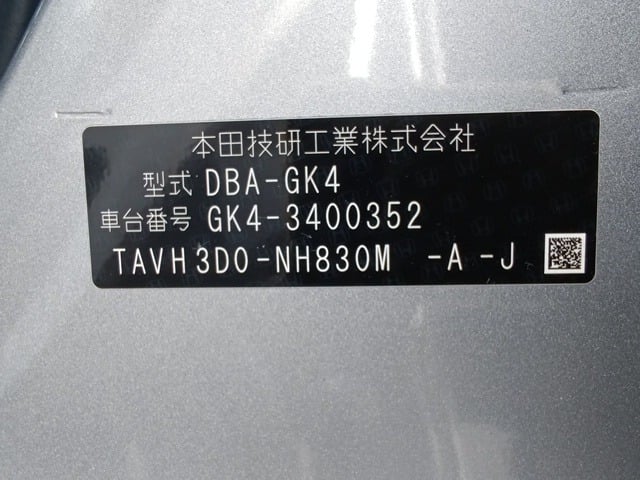 本田技研工業株式会社
型式 DBA-GK4
車台番号 GK4-3400352
TAVH3D0-NH830M -A-J